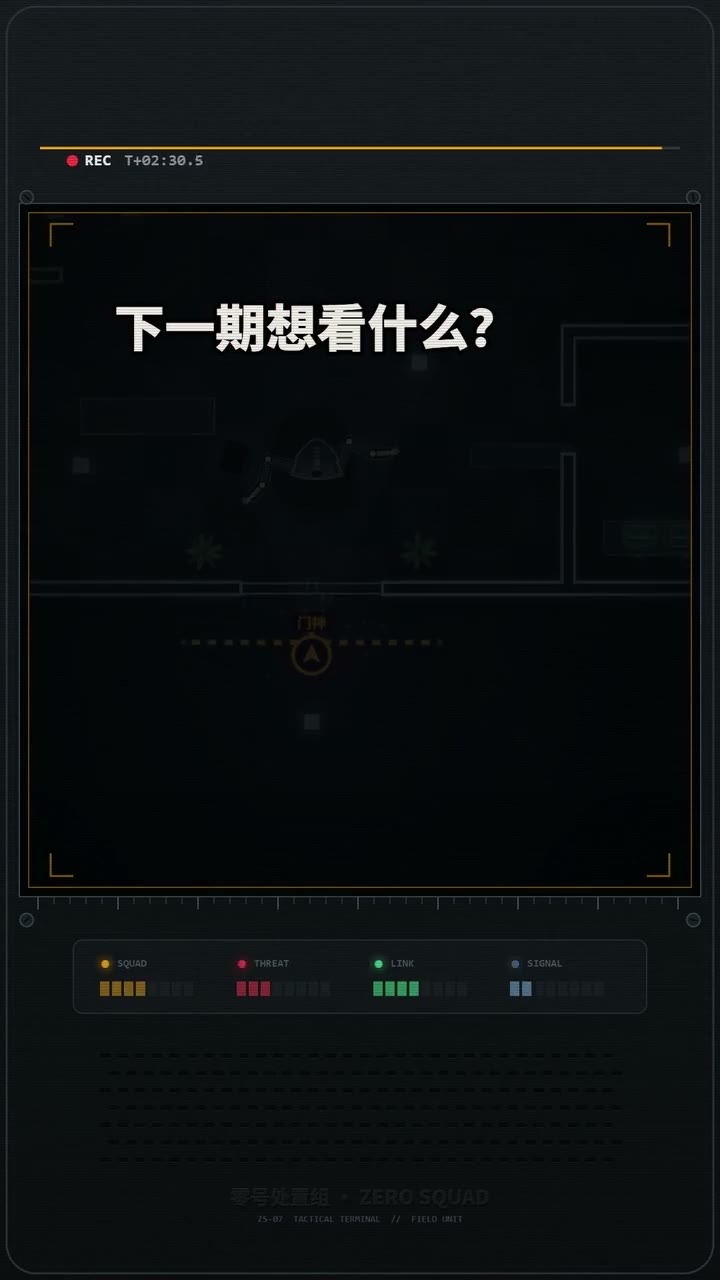 REC T+02:30.5
下一期想看什么？
门神
SQUAD THREAT LINK SIGNAL
零号处置组 · ZERO SQUAD
ZS-07 TACTICAL TERMINAL // FIELD UNIT